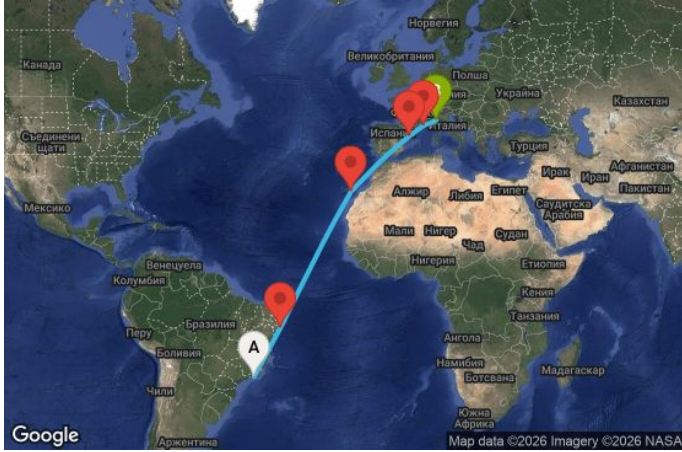 Норвегия
Канада
Великобритания
Полша
Украйна
Казахстан
Испани
Италия
Съединени
щати
Турция
Афганистан
Ирак
Иран
Пакистан
Алжир
Либия
Египет
Саудитска
Арабия
Мексико
Мали
Нигер
Судан
Чад
Венецуела
Нигерия
Етиопия
Колумбия
Кения
Бразилия
Танзания
Перу
A
Ангола
Боливия
Намибия
Мадагаскар
Ботсвана
Чили
Южна
Африка
Google
Аржентина
Map data ©2026 Imagery ©2026 NASA